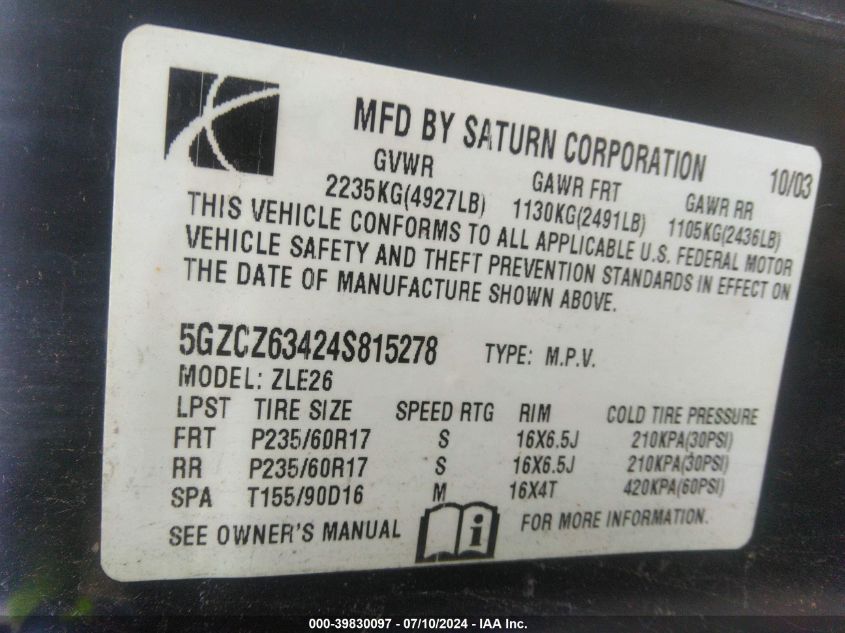 MFD BY SATURN CORPORATION 10/03
GVWR GAWR FRT GAWR RR
2235KG(4927LB) 1130KG(2491LB) 1105KG(2436LB)
THIS VEHICLE CONFORMS TO ALL APPLICABLE U.S. FEDERAL MOTOR
VEHICLE SAFETY AND THEFT PREVENTION STANDARDS IN EFFECT ON
THE DATE OF MANUFACTURE SHOWN ABOVE.
5GZCZ63424S815278 TYPE: M.P.V.
MODEL: ZLE26
LPST TIRE SIZE SPEED RTG RIM COLD TIRE PRESSURE
FRT P235/60R17 S 16X6.5J 210KPA(30PSI)
RR P235/60R17 S 16X6.5J 210KPA(30PSI)
SPA T155/90D16 M 16X4T 420KPA(60PSI)
SEE OWNER'S MANUAL i FOR MORE INFORMATION.
000-39830097 - 07/10/2024 - IAA Inc.